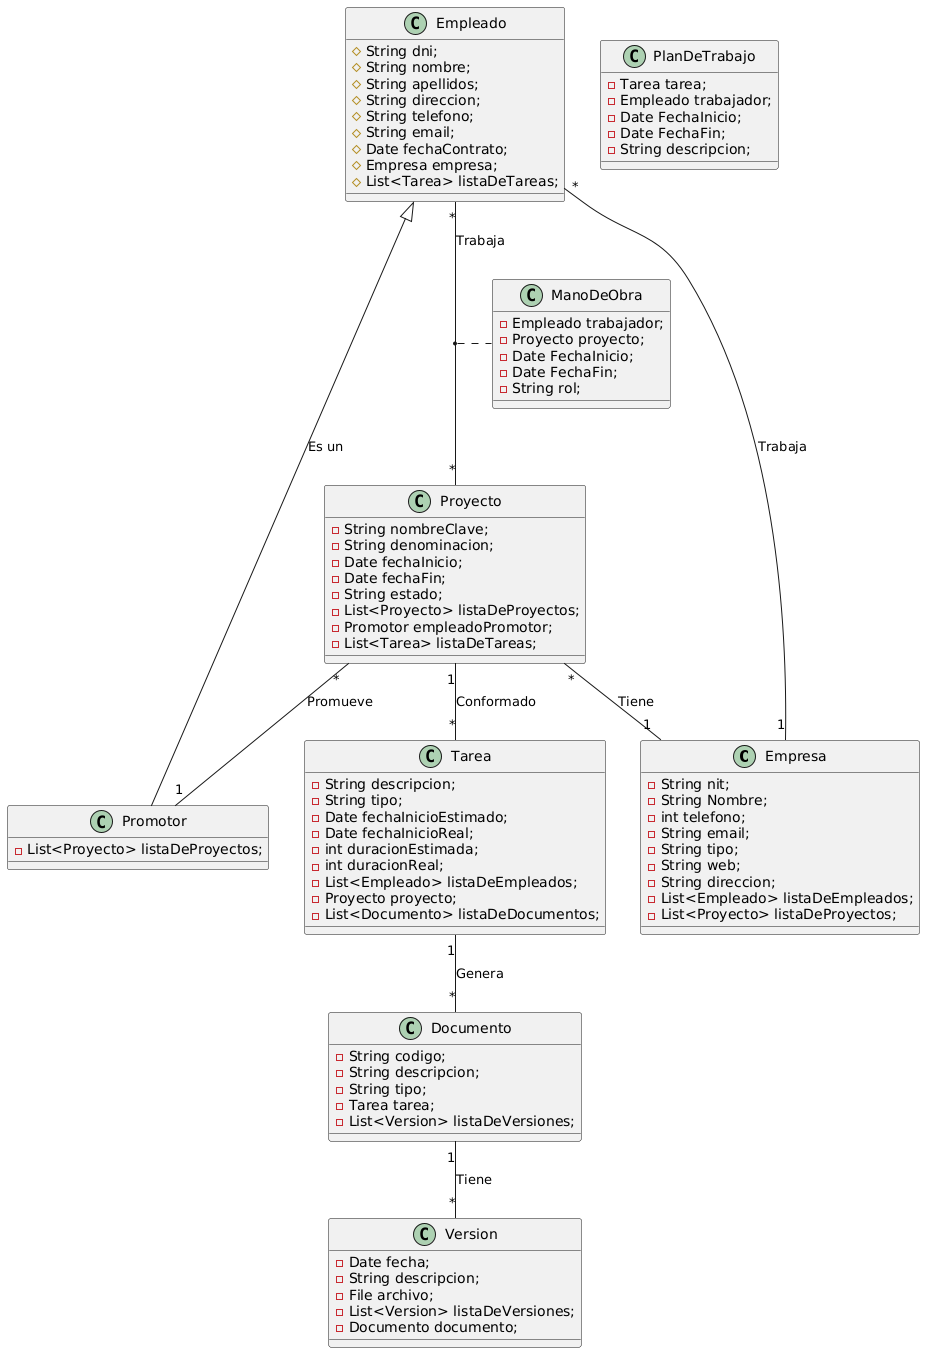 Empleado
String dni;
String nombre;
String apellidos;
String direccion;
String telefono;
String email;
Date fechaContrato;
Empresa empresa;
List<Tarea> listaDeTareas;
PlanDeTrabajo
Tarea tarea;
Empleado trabajador;
Date FechaInicio;
Date FechaFin;
String descripcion;
*
*
Trabaja
ManoDeObra
Empleado trabajador;
Proyecto proyecto;
Date FechaInicio;
Date FechaFin;
String rol;
Es un
Trabaja
*
Proyecto
String nombreClave;
String denominacion;
Date fechaInicio;
Date fechaFin;
String estado;
List<Proyecto> listaDeProyectos;
Promotor empleadoPromotor;
List<Tarea> listaDeTareas;
*
1
*
Promueve
Conformado
Tiene
1
*
1
1
Promotor
List<Proyecto> listaDeProyectos;
Tarea
String descripcion;
String tipo;
Date fechaInicioEstimado;
Date fechaInicioReal;
int duracionEstimada;
int duracionReal;
List<Empleado> listaDeEmpleados;
Proyecto proyecto;
List<Documento> listaDeDocumentos;
Empresa
String nit;
String Nombre;
int telefono;
String email;
String tipo;
String web;
String direccion;
List<Empleado> listaDeEmpleados;
List<Proyecto> listaDeProyectos;
1
Genera
*
Documento
String codigo;
String descripcion;
String tipo;
Tarea tarea;
List<Version> listaDeVersiones;
1
Tiene
*
Version
Date fecha;
String descripcion;
File archivo;
List<Version> listaDeVersiones;
Documento documento;